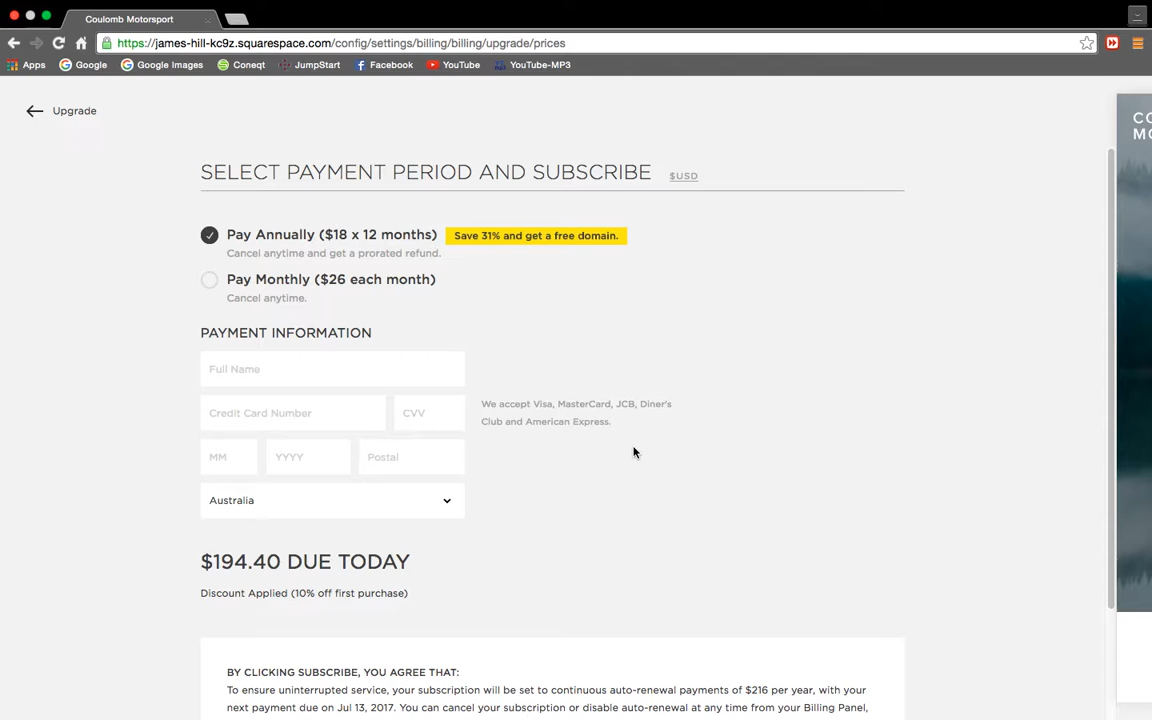 Coulomb Motorsport
https://james-hill-kc9z.squarespace.com/config/settings/billing/billing/upgrade/prices
Apps Google Google Images Coneqt JumpStart Facebook YouTube YouTube-MP3
Upgrade
SELECT PAYMENT PERIOD AND SUBSCRIBE $USD
Pay Annually ($18 x 12 months) Save 31% and get a free domain.
Cancel anytime and get a prorated refund.
Pay Monthly ($26 each month)
Cancel anytime.
PAYMENT INFORMATION
Full Name
Credit Card Number CVV
We accept Visa, MasterCard, JCB, Diner's
Club and American Express.
MM YYYY Postal
Australia
$194.40 DUE TODAY
Discount Applied (10% off first purchase)
BY CLICKING SUBSCRIBE, YOU AGREE THAT:
To ensure uninterrupted service, your subscription will be set to continuous auto-renewal payments of $216 per year, with your
next payment due on Jul 13, 2017. You can cancel your subscription or disable auto-renewal at any time from your Billing Panel,
CO
MO